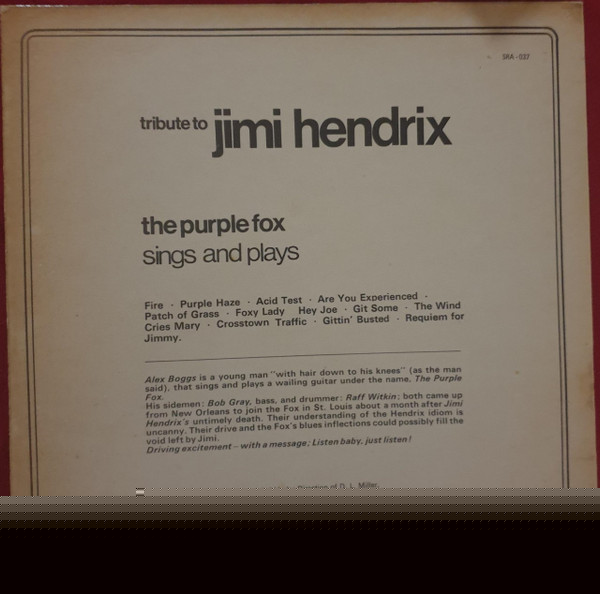 SRA - 037
tribute to jimi hendrix
the purple fox
sings and plays
Fire · Purple Haze · Acid Test · Are You Experienced ·
Patch of Grass · Foxy Lady Hey Joe · Git Some · The Wind
Cries Mary · Crosstown Traffic · Gittin' Busted · Requiem for
Jimmy.
Alex Boggs is a young man "with hair down to his knees" (as the man
said), that sings and plays a wailing guitar under the name, The Purple
Fox.
His sidemen: Bob Gray, bass, and drummer: Raff Witkin; both came up
from New Orleans to join the Fox in St. Louis about a month after Jimi
Hendrix's untimely death. Their understanding of the Hendrix idiom is
uncanny. Their drive and the Fox's blues inflections could possibly fill the
void left by Jimi.
Driving excitement – with a message; Listen baby, just listen!
Direction of D. L. Miller.